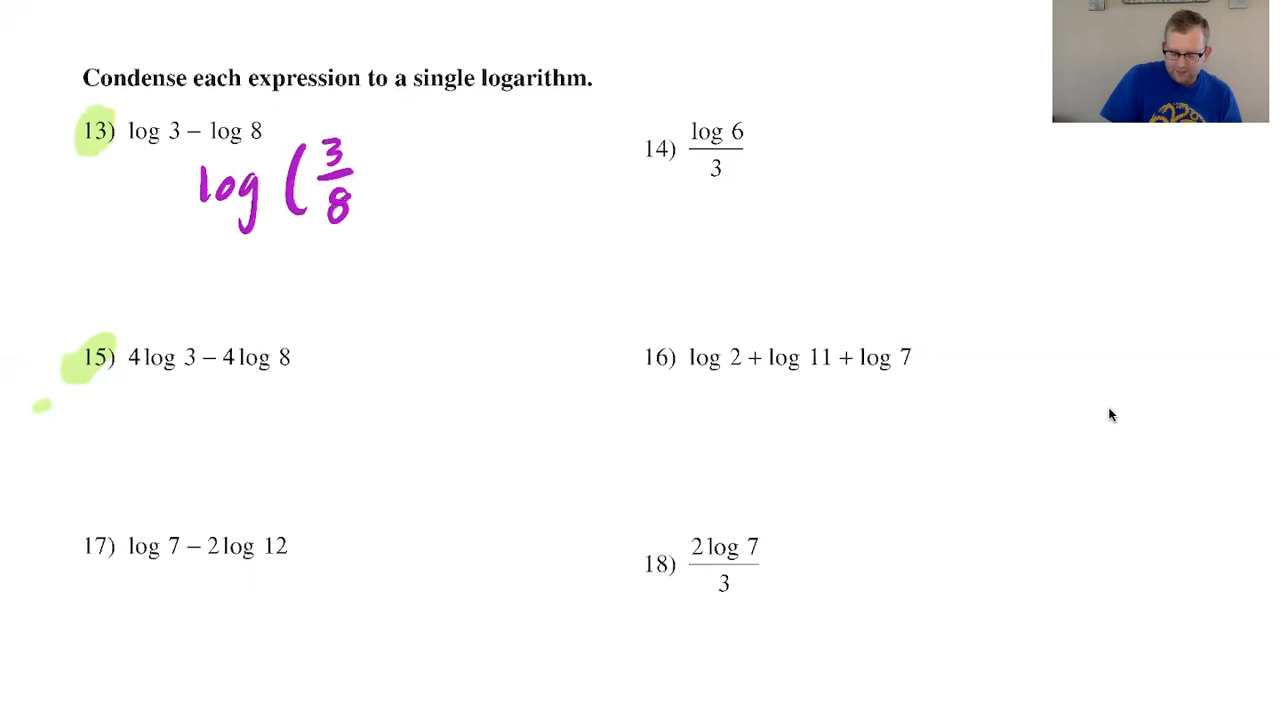 Condense each expression to a single logarithm.
13) log 3 − log 8
log ( 3/8
14) log 6 / 3
15) 4 log 3 − 4 log 8
16) log 2 + log 11 + log 7
17) log 7 − 2 log 12
18) 2 log 7 / 3